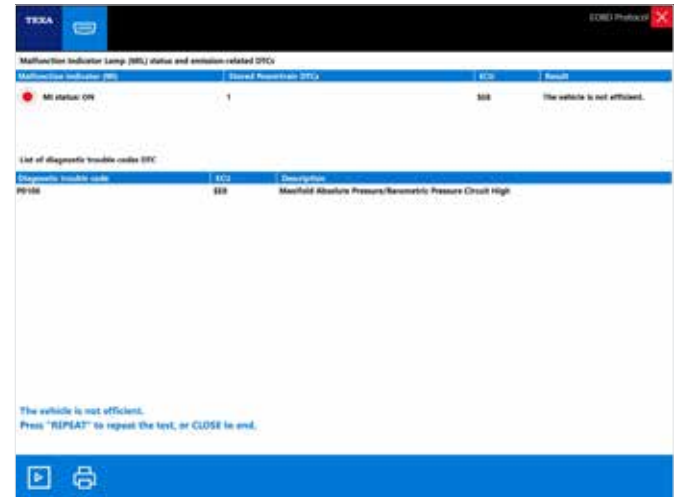 TEXA
EOBD Protocol
Malfunction Indicator Lamp (MIL) status and emission-related DTCs
Malfunction Indicator (MI) Stored Powertrain DTCs ECU Result
MI status: ON 1 The vehicle is not efficient.
List of diagnostic trouble codes DTC
Diagnostic trouble code ECU Description
P0108 Manifold Absolute Pressure/Barometric Pressure Circuit High
The vehicle is not efficient.
Press "REPEAT" to repeat the test, or CLOSE to end.